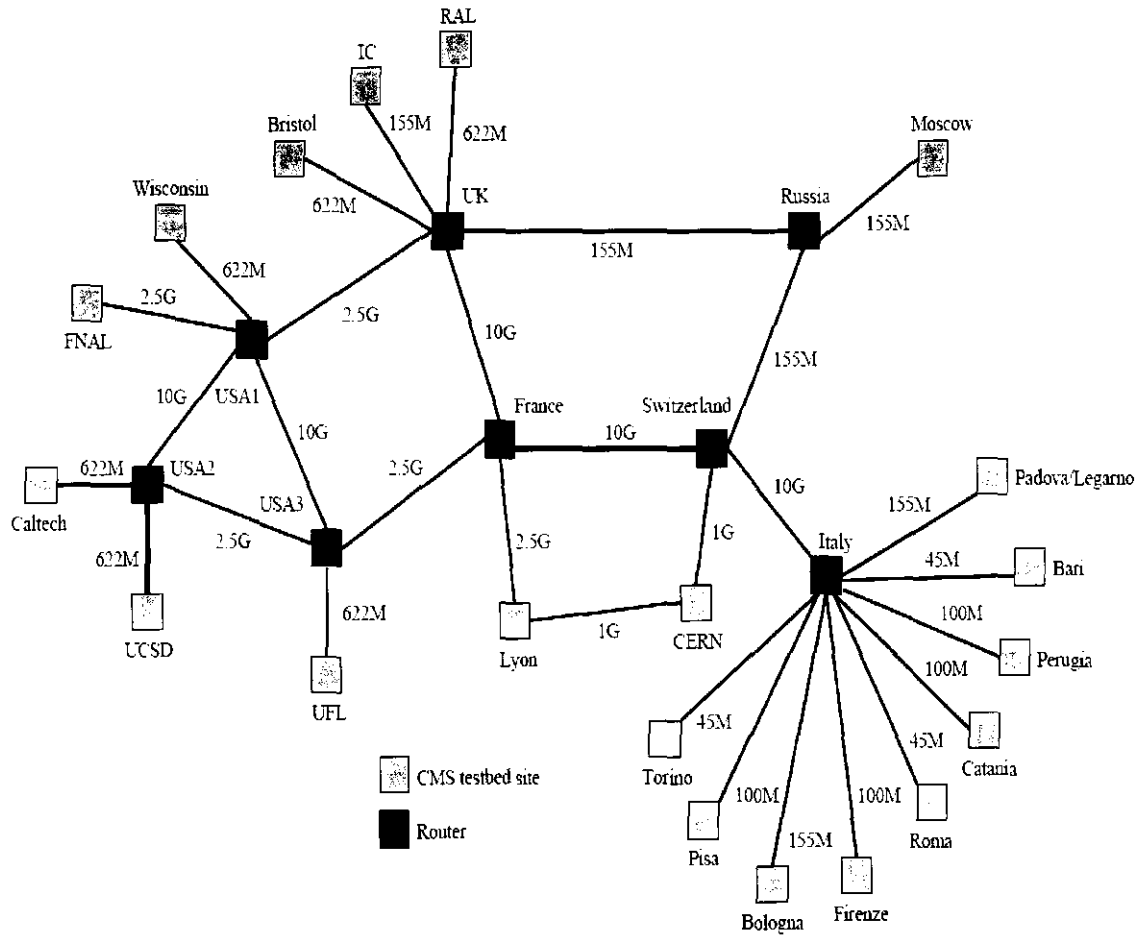 RAL
IC
155M
622M
Bristol
Moscow
Wisconsin
622M
UK
Russia
155M
155M
622M
2.5G
FNAL
2.5G
10G
155M
10G
USA1
France
Switzerland
10G
10G
622M
USA2
2.5G
10G
Padova/Legarno
Caltech
USA3
155M
2.5G
2.5G
1G
Italy
45M
Bari
622M
100M
UCSD
622M
1G
Lyon
CERN
Perugia
100M
UFL
45M
45M
Torino
Catania
CMS testbed site
100M
100M
Roma
Router
Pisa
155M
Bologna
Firenze